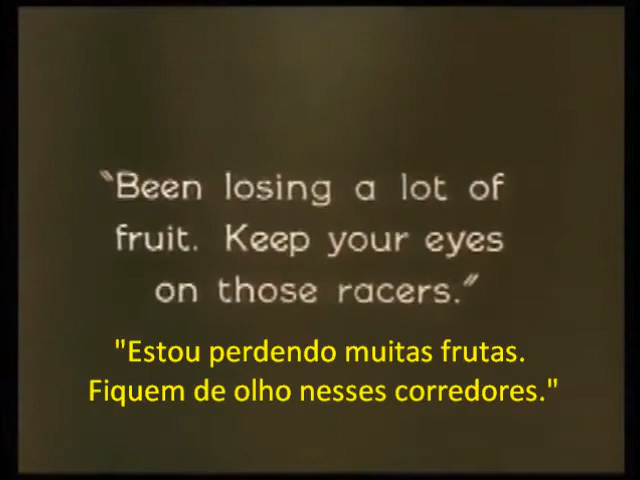 “Been losing a lot of
fruit. Keep your eyes
on those racers.”
"Estou perdendo muitas frutas.
Fiquem de olho nesses corredores."